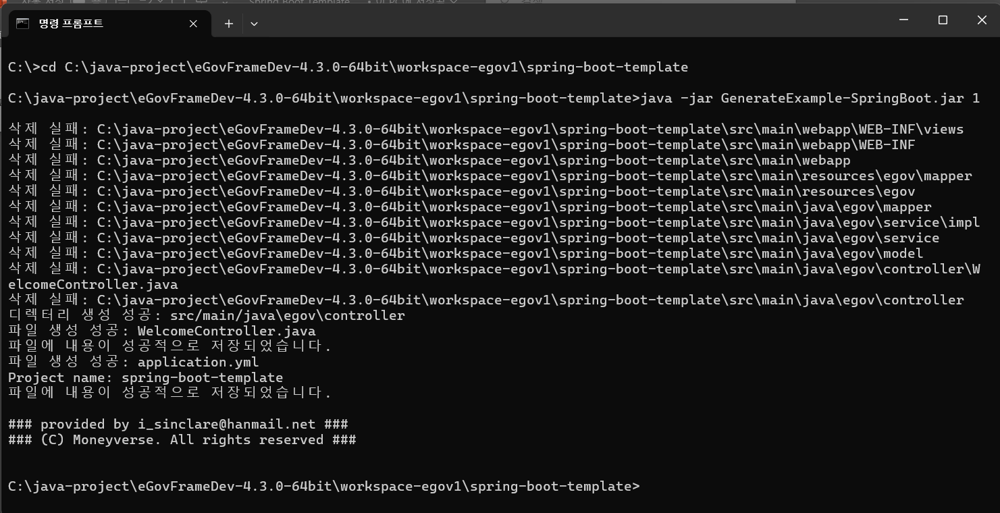 명령 프롬프트
C:\>cd C:\java-project\eGovFrameDev-4.3.0-64bit\workspace-egov1\spring-boot-template
C:\java-project\eGovFrameDev-4.3.0-64bit\workspace-egov1\spring-boot-template>java -jar GenerateExample-SpringBoot.jar 1
삭제 실패: C:\java-project\eGovFrameDev-4.3.0-64bit\workspace-egov1\spring-boot-template\src\main\webapp\WEB-INF\views
삭제 실패: C:\java-project\eGovFrameDev-4.3.0-64bit\workspace-egov1\spring-boot-template\src\main\webapp\WEB-INF
삭제 실패: C:\java-project\eGovFrameDev-4.3.0-64bit\workspace-egov1\spring-boot-template\src\main\webapp
삭제 실패: C:\java-project\eGovFrameDev-4.3.0-64bit\workspace-egov1\spring-boot-template\src\main\resources\egov\mapper
삭제 실패: C:\java-project\eGovFrameDev-4.3.0-64bit\workspace-egov1\spring-boot-template\src\main\resources\egov
삭제 실패: C:\java-project\eGovFrameDev-4.3.0-64bit\workspace-egov1\spring-boot-template\src\main\java\egov\mapper
삭제 실패: C:\java-project\eGovFrameDev-4.3.0-64bit\workspace-egov1\spring-boot-template\src\main\java\egov\service\impl
삭제 실패: C:\java-project\eGovFrameDev-4.3.0-64bit\workspace-egov1\spring-boot-template\src\main\java\egov\service
삭제 실패: C:\java-project\eGovFrameDev-4.3.0-64bit\workspace-egov1\spring-boot-template\src\main\java\egov\model
삭제 실패: C:\java-project\eGovFrameDev-4.3.0-64bit\workspace-egov1\spring-boot-template\src\main\java\egov\controller\W
elcomeController.java
삭제 실패: C:\java-project\eGovFrameDev-4.3.0-64bit\workspace-egov1\spring-boot-template\src\main\java\egov\controller
디렉터리 생성 성공: src/main/java\egov\controller
파일 생성 성공: WelcomeController.java
파일에 내용이 성공적으로 저장되었습니다.
파일 생성 성공: application.yml
Project name: spring-boot-template
파일에 내용이 성공적으로 저장되었습니다.
### provided by i_sinclare@hanmail.net ###
### (C) Moneyverse. All rights reserved ###
C:\java-project\eGovFrameDev-4.3.0-64bit\workspace-egov1\spring-boot-template>